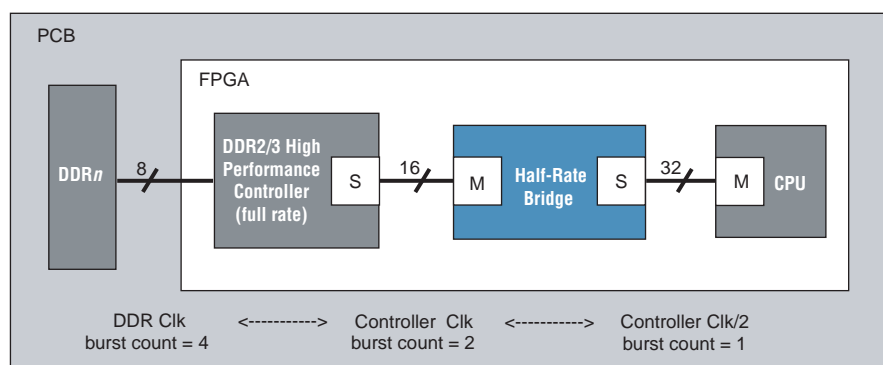 PCB
FPGA
DDRn
8
DDR2/3 High
Performance
Controller
(full rate)
S
16
M
Half-Rate
Bridge
S
32
M
CPU
DDR Clk <-----------> Controller Clk <-----------> Controller Clk/2
burst count = 4 burst count = 2 burst count = 1